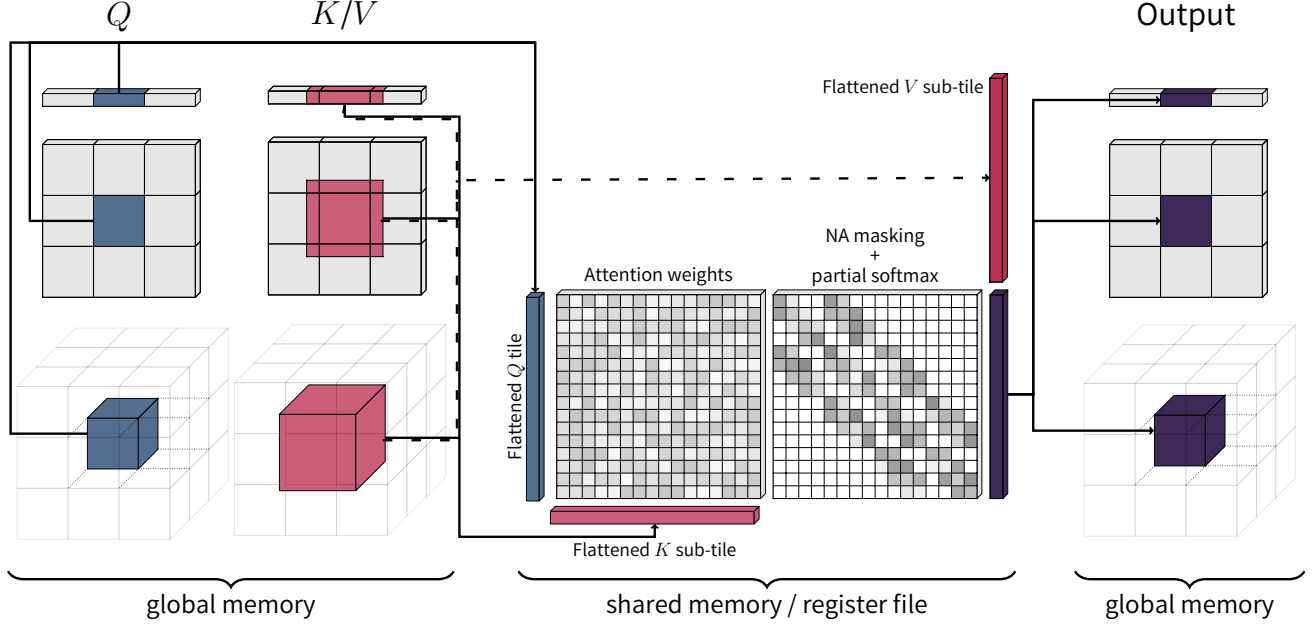 Q
K/V
Output
Flattened V sub-tile
NA masking
+
partial softmax
Attention weights
Flattened Q tile
Flattened K sub-tile
global memory
shared memory / register file
global memory